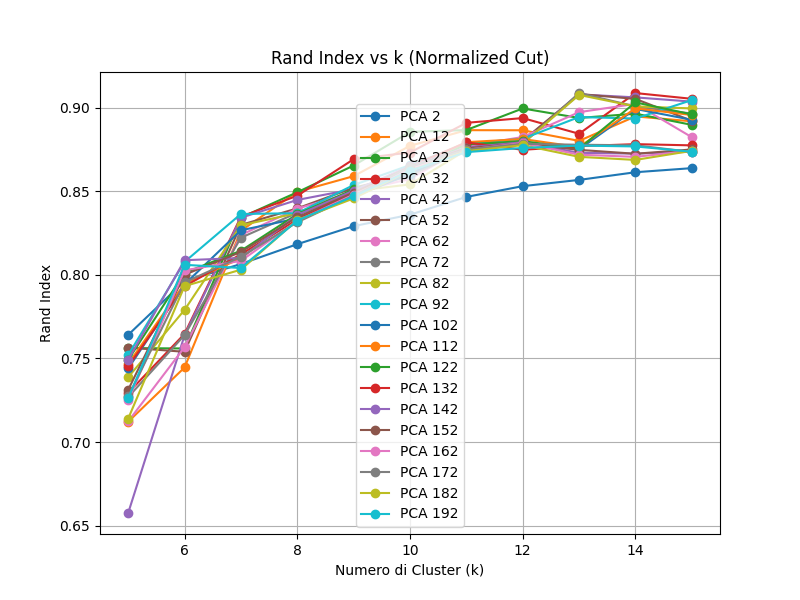 Rand Index vs k (Normalized Cut)
0.90
0.85
0.80
0.75
0.70
0.65
Rand Index
PCA 2
PCA 12
PCA 22
PCA 32
PCA 42
PCA 52
PCA 62
PCA 72
PCA 82
PCA 92
PCA 102
PCA 112
PCA 122
PCA 132
PCA 142
PCA 152
PCA 162
PCA 172
PCA 182
PCA 192
6 8 10 12 14
Numero di Cluster (k)